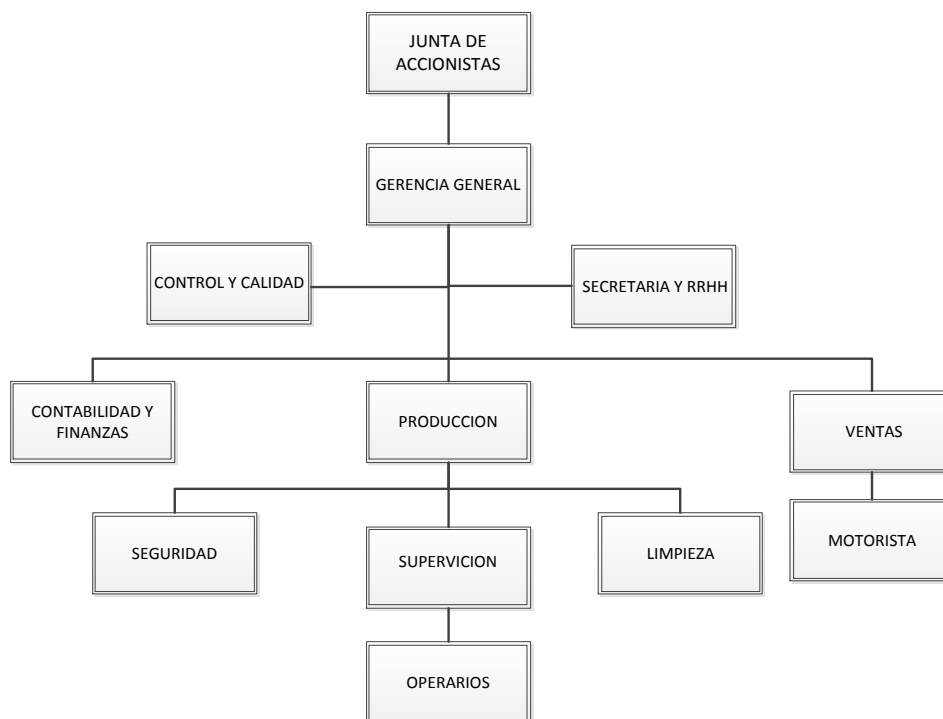 JUNTA DE
ACCIONISTAS
GERENCIA GENERAL
CONTROL Y CALIDAD
SECRETARIA Y RRHH
CONTABILIDAD Y
FINANZAS
PRODUCCION
VENTAS
SEGURIDAD
SUPERVICION
LIMPIEZA
MOTORISTA
OPERARIOS